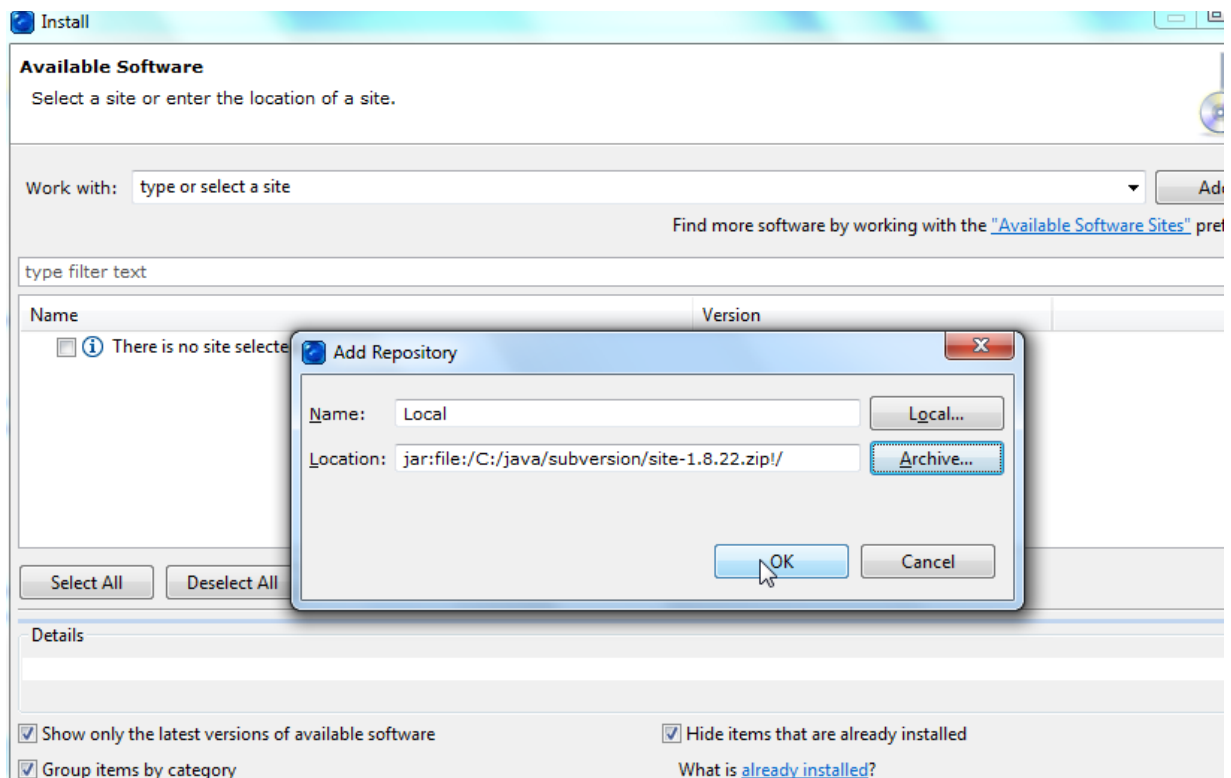 Install
Available Software
Select a site or enter the location of a site.
Work with: type or select a site
Find more software by working with the "Available Software Sites"
type filter text
Name Version
There is no site
Add Repository
Name: Local Local...
Location: jar:file:/C:/java/subversion/site-1.8.22.zip!/ Archive...
OK Cancel
Select All Deselect All
Details
Show only the latest versions of available software Hide items that are already installed
Group items by category What is already installed?